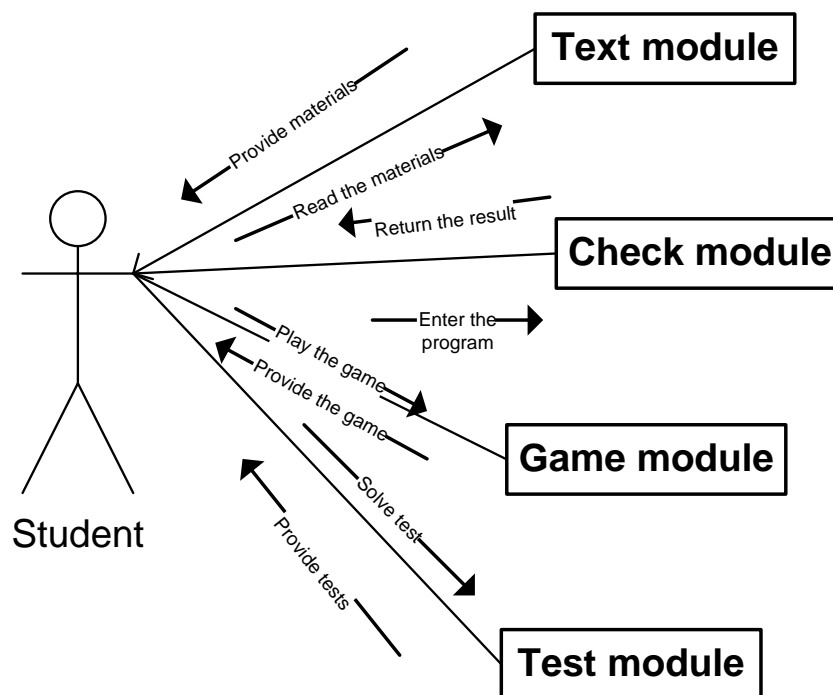 Text module
Provide materials
Read the materials
Return the result
Check module
Enter the
program
Play the game
Provide the game
Game module
Solve test
Provide tests
Student
Test module